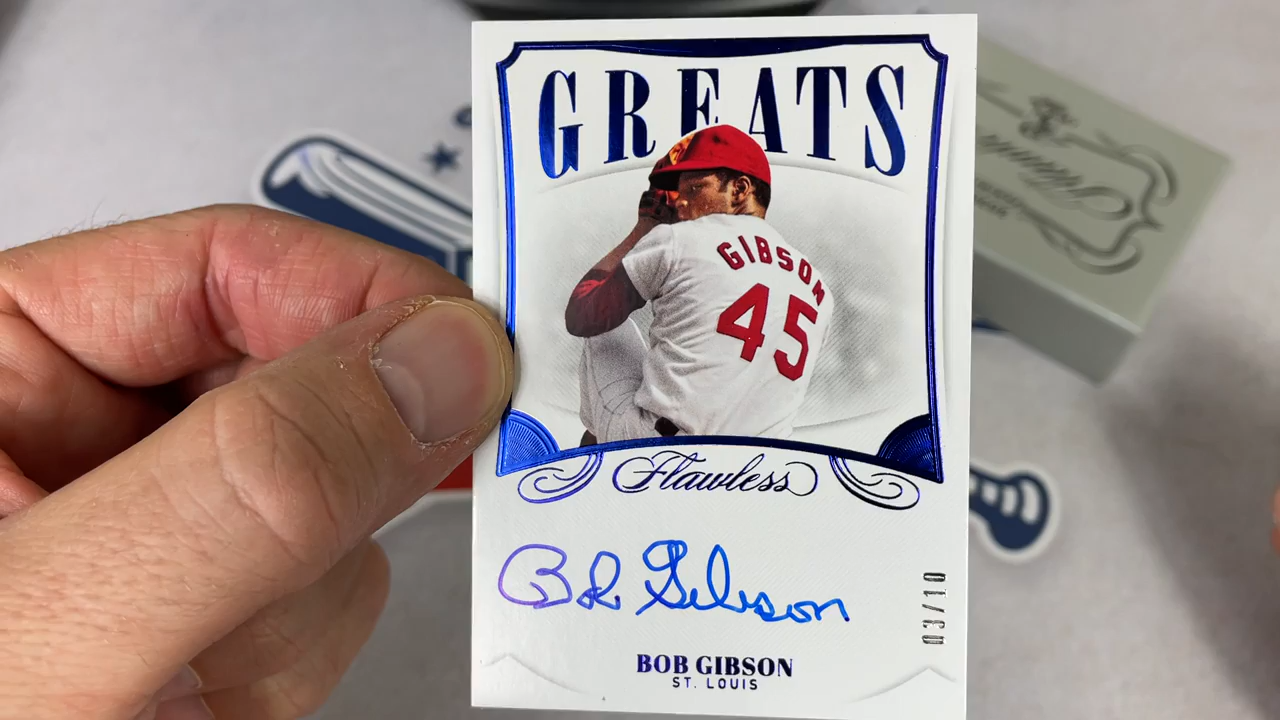 GREATS
GIBSON
45
Flawless
Bob Gibson
03/10
BOB GIBSON
ST. LOUIS